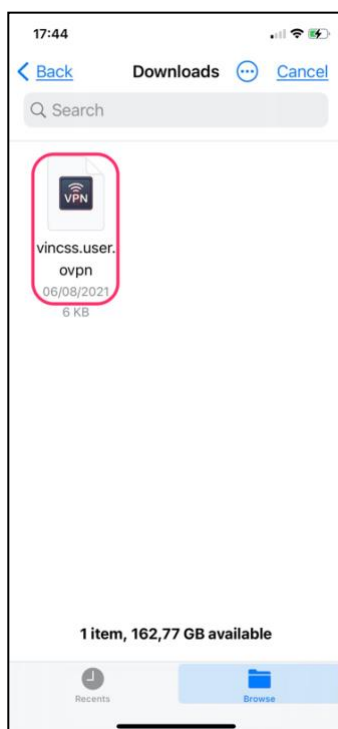 17:44
Back Downloads Cancel
Search
VPN
vincss.user.
ovpn
06/08/2021
6 KB
1 item, 162,77 GB available
Recents Browse